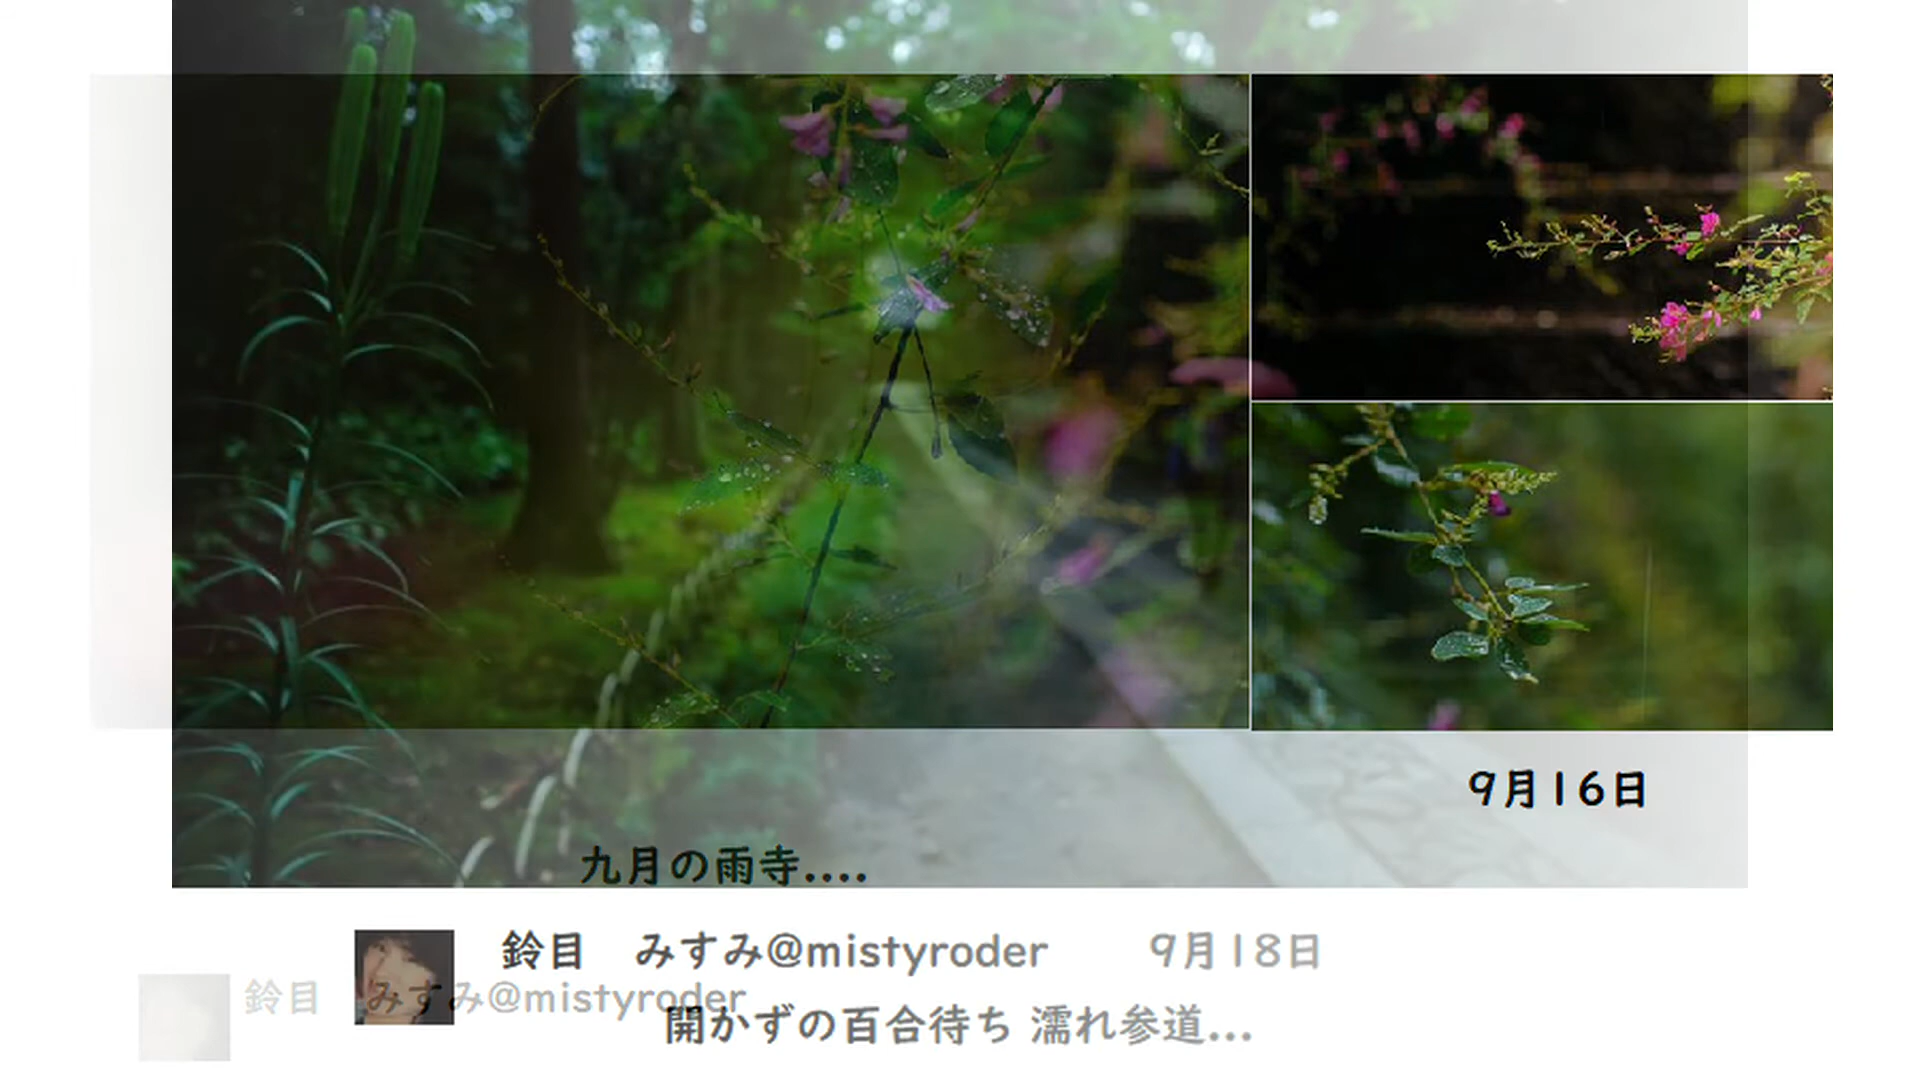 9月16日
九月の雨寺....
鈴目　みすみ@mistyroder　　9月18日
鈴目　みすみ@mistyroder
開かずの百合待ち 濡れ参道...